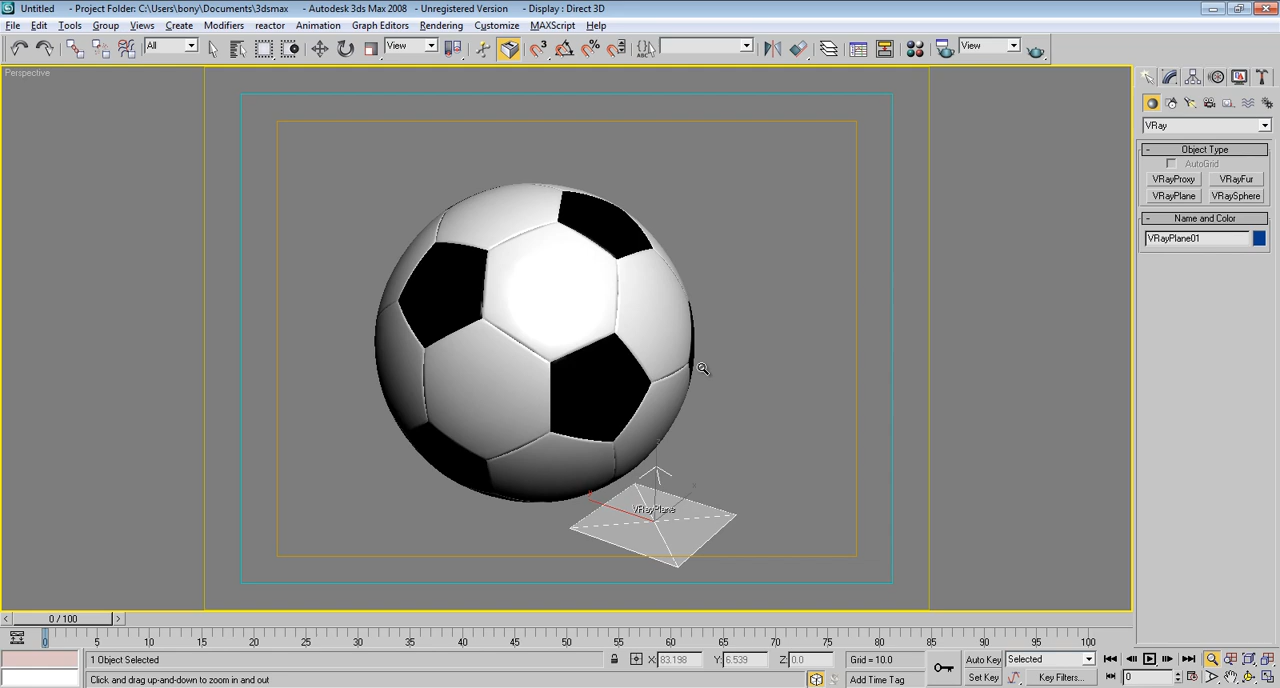 Untitled - Project Folder: C:\Users\bony\Documents\3dsmax - Autodesk 3ds Max 2008 - Unregistered Version - Display : Direct 3D
File Edit Tools Group Views Create Modifiers reactor Animation Graph Editors Rendering Customize MAXScript Help
All View View
Perspective
VRay
- Object Type
AutoGrid
VRayProxy VRayFur
VRayPlane VRaySphere
- Name and Color
VRayPlane01
VRayPlane
< 0 / 100 >
0 5 10 15 20 25 30 35 40 45 50 55 60 65 70 75 80 85 90 95 100
1 Object Selected X: 83.198 Y: 6.539 Z: 0.0 Grid = 10.0 Auto Key Selected
Click and drag up-and-down to zoom in and out Add Time Tag Set Key Key Filters... 0